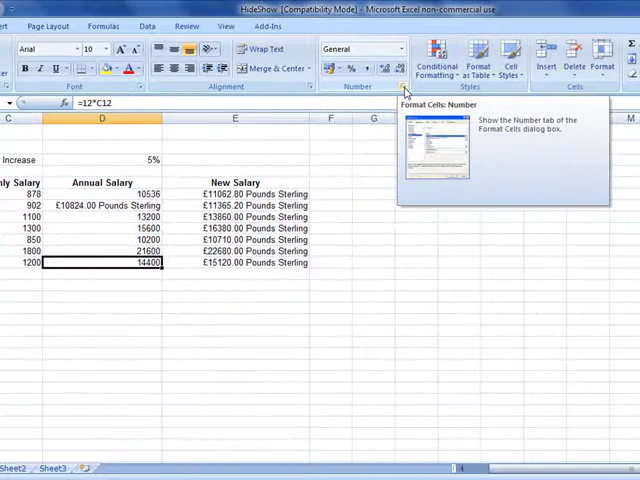 HideShow [Compatibility Mode] - Microsoft Excel non-commercial use
Page Layout Formulas Data Review View Add-Ins
Arial 10 Wrap Text General
B I U Merge & Center % , Conditional Formatting Format as Table Cell Styles Insert Delete Format
Font Alignment Number Styles Cells
=12*C12
Format Cells: Number
Show the Number tab of the
Format Cells dialog box.
C D E F G
Increase 5%
Salary Annual Salary New Salary
878 10536 £11062.80 Pounds Sterling
902 £10824.00 Pounds Sterling £11365.20 Pounds Sterling
1100 13200 £13860.00 Pounds Sterling
1300 15600 £16380.00 Pounds Sterling
850 10200 £10710.00 Pounds Sterling
1800 21600 £22680.00 Pounds Sterling
1200 14400 £15120.00 Pounds Sterling
Sheet2 Sheet3